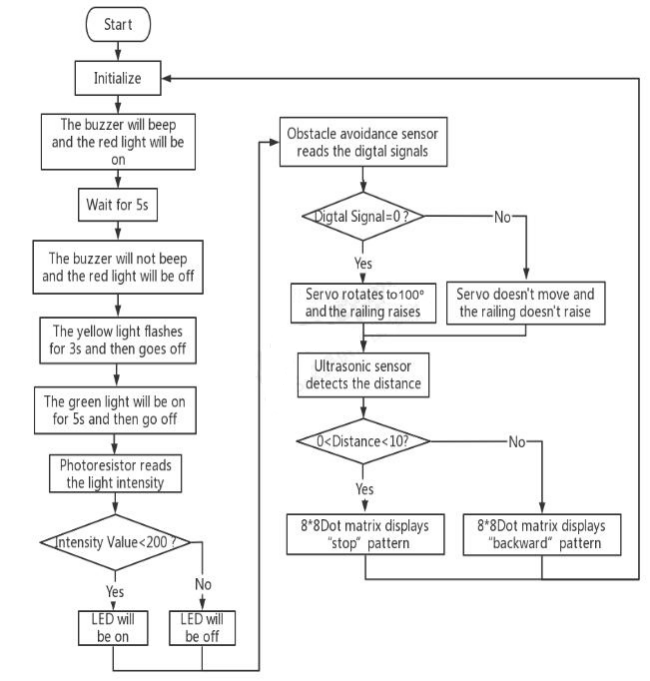 Start
Initialize
The buzzer will beep
and the red light will be
on
Wait for 5s
The buzzer will not beep
and the red light will be off
The yellow light flashes
for 3s and then goes off
The green light will be on
for 5s and then go off
Photoresistor reads
the light intensity
Intensity Value<200 ?
Yes
No
LED will
be on
LED will
be off
Obstacle avoidance sensor
reads the digtal signals
Digtal Signal=0 ?
No
Yes
Servo rotates to100°
and the railing raises
Servo doesn't move and
the railing doesn't raise
Ultrasonic sensor
detects the distance
0<Distance<10?
No
Yes
8*8Dot matrix displays
"stop" pattern
8*8Dot matrix displays
"backward" pattern